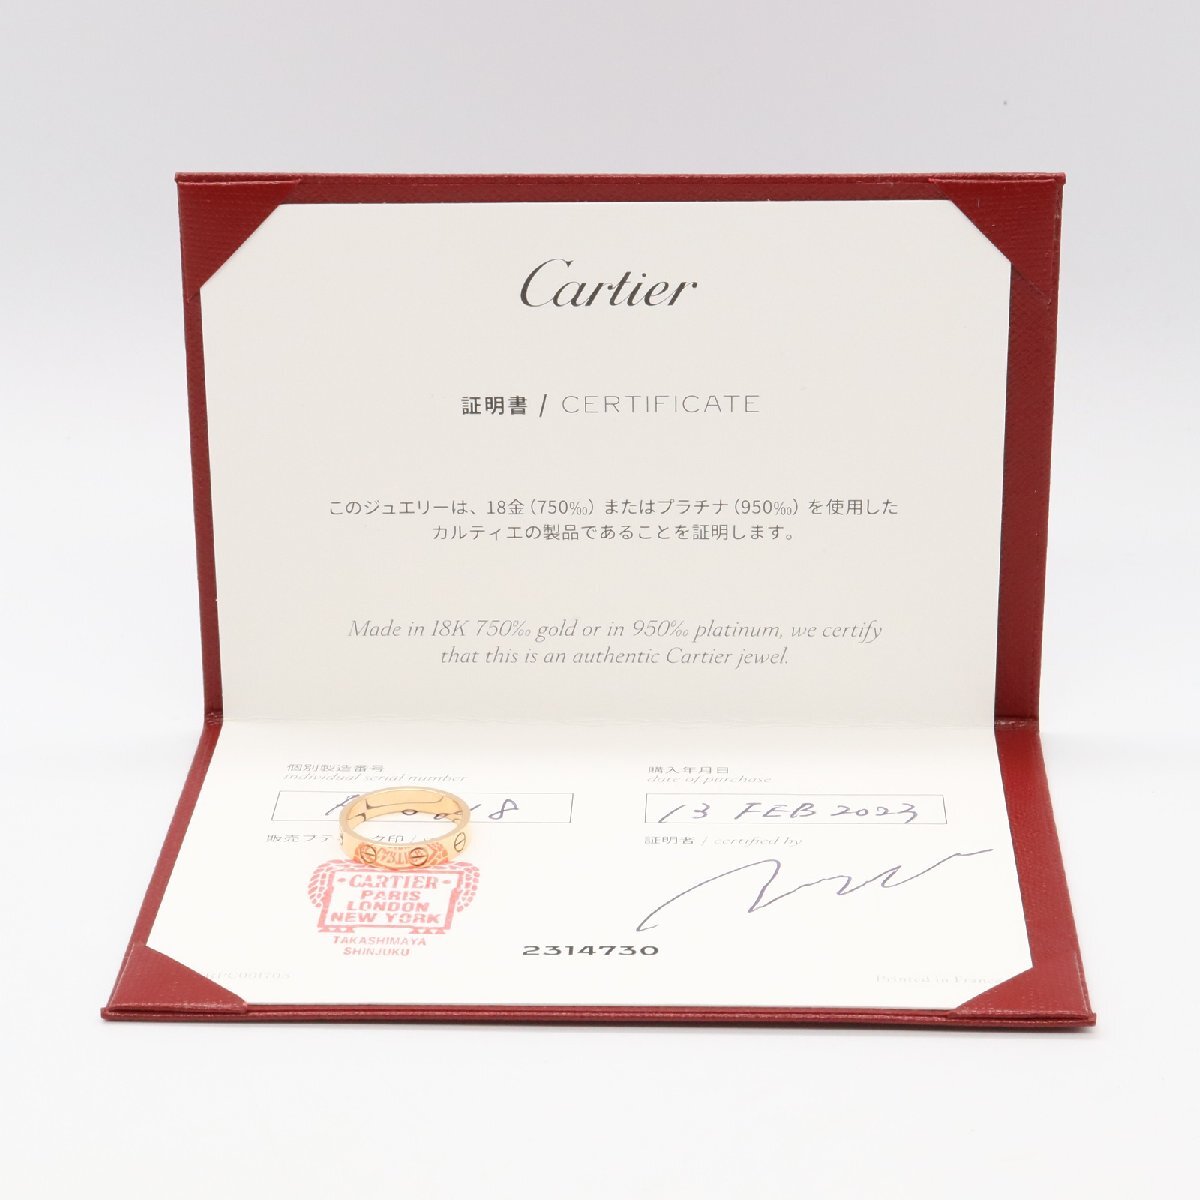 Cartier
証明書 / CERTIFICATE
このジュエリーは、18金(750‰)またはプラチナ(950‰)を使用した
カルティエの製品であることを証明します。
Made in 18K 750‰ gold or in 950‰ platinum, we certify
that this is an authentic Cartier jewel.
個別製造番号
individual serial number
購入年月日
date of purchase
13 FEB 2023
証明者 / certified by
CARTIER
PARIS
LONDON
NEW YORK
TAKASHIMAYA
SHINJUKU
2314730
Printed in